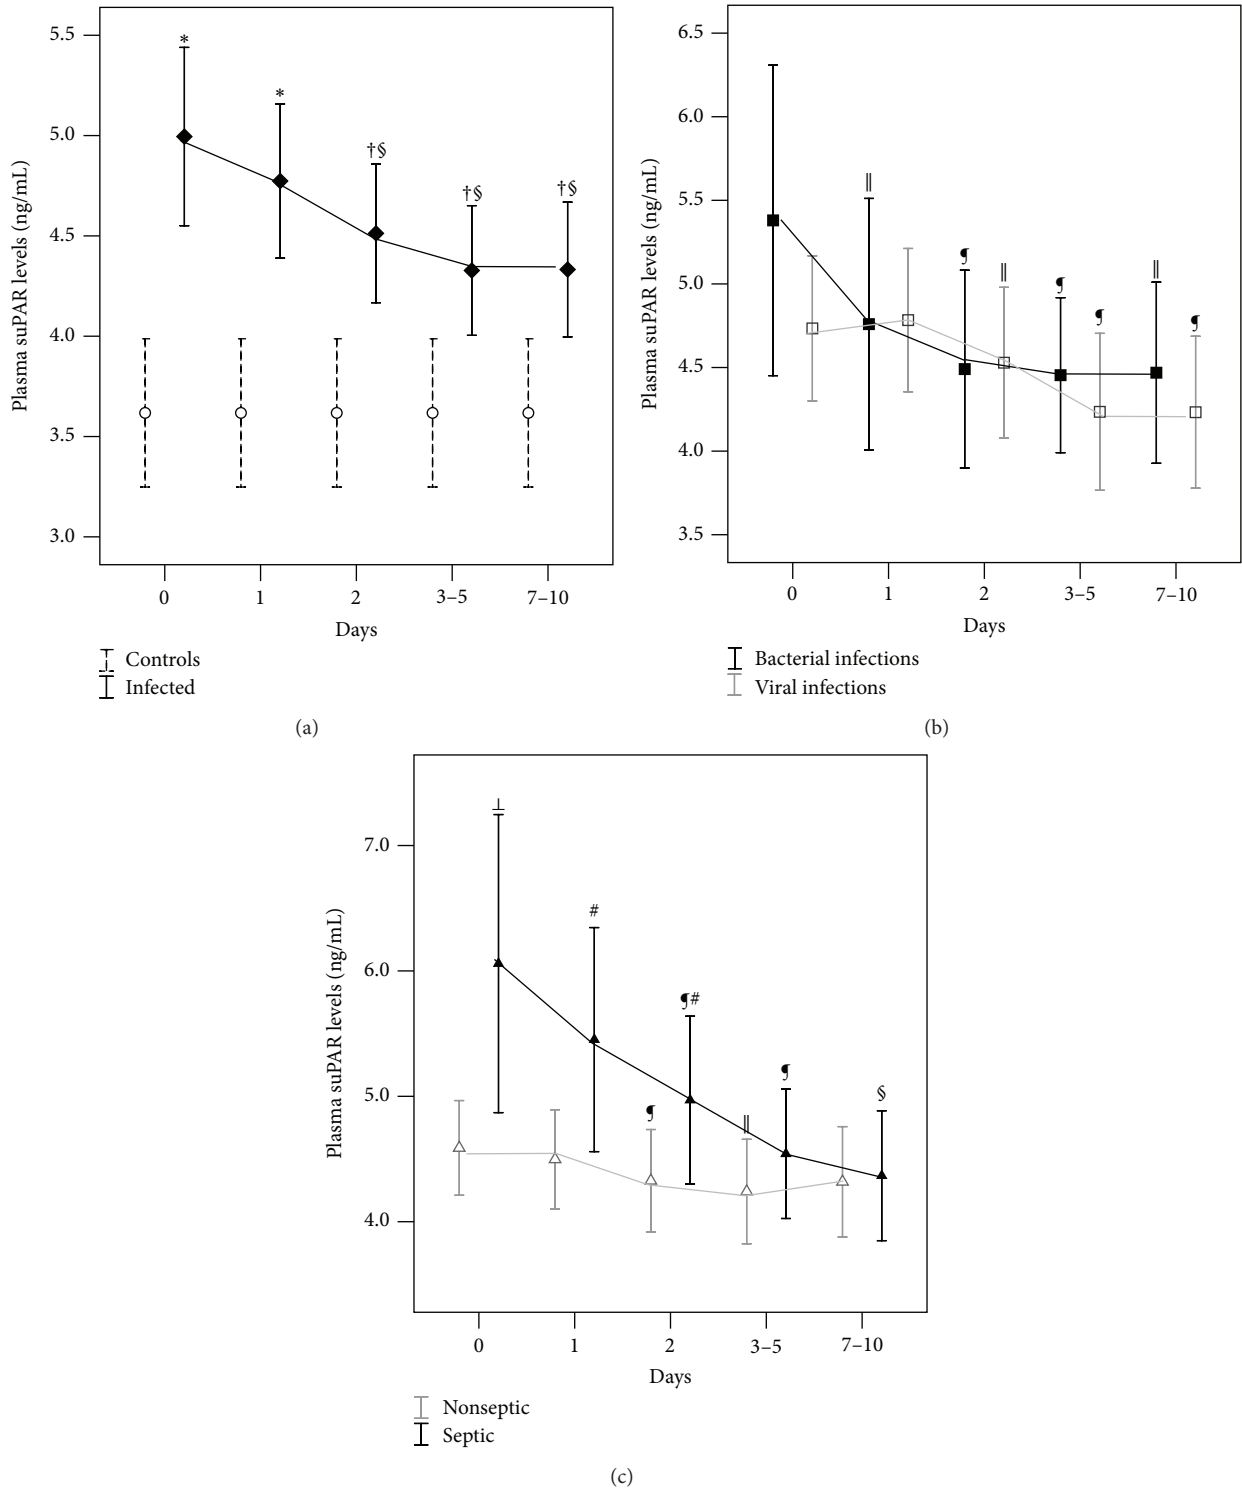 Plasma suPAR levels (ng/mL)
5.5
5.0
4.5
4.0
3.5
3.0
*
*
†§
†§
†§
0 1 2 3–5 7–10
Days
Controls
Infected
(a)
Plasma suPAR levels (ng/mL)
6.5
6.0
5.5
5.0
4.5
4.0
3.5
‖
¶
‖
¶
¶
‖
¶
0 1 2 3–5 7–10
Days
Bacterial infections
Viral infections
(b)
Plasma suPAR levels (ng/mL)
7.0
6.0
5.0
4.0
⊥
#
¶#
¶
¶
‖
§
0 1 2 3–5 7–10
Days
Nonseptic
Septic
(c)